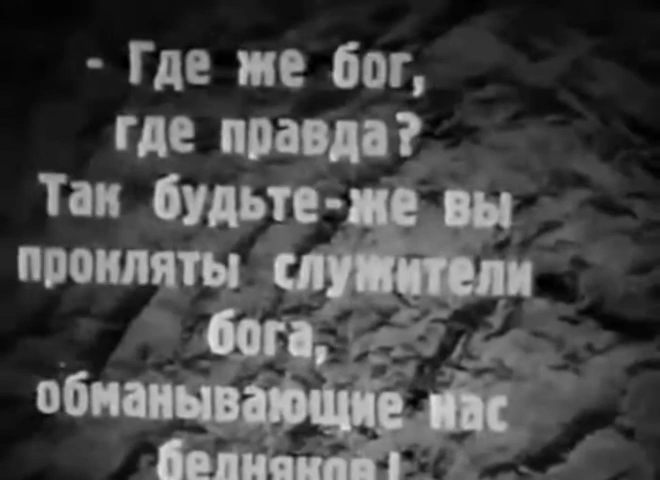 - Где же бог,
где правда?
Так будьте-же вы
прокляты служители
бога,
обманывающие нас
бедняков!